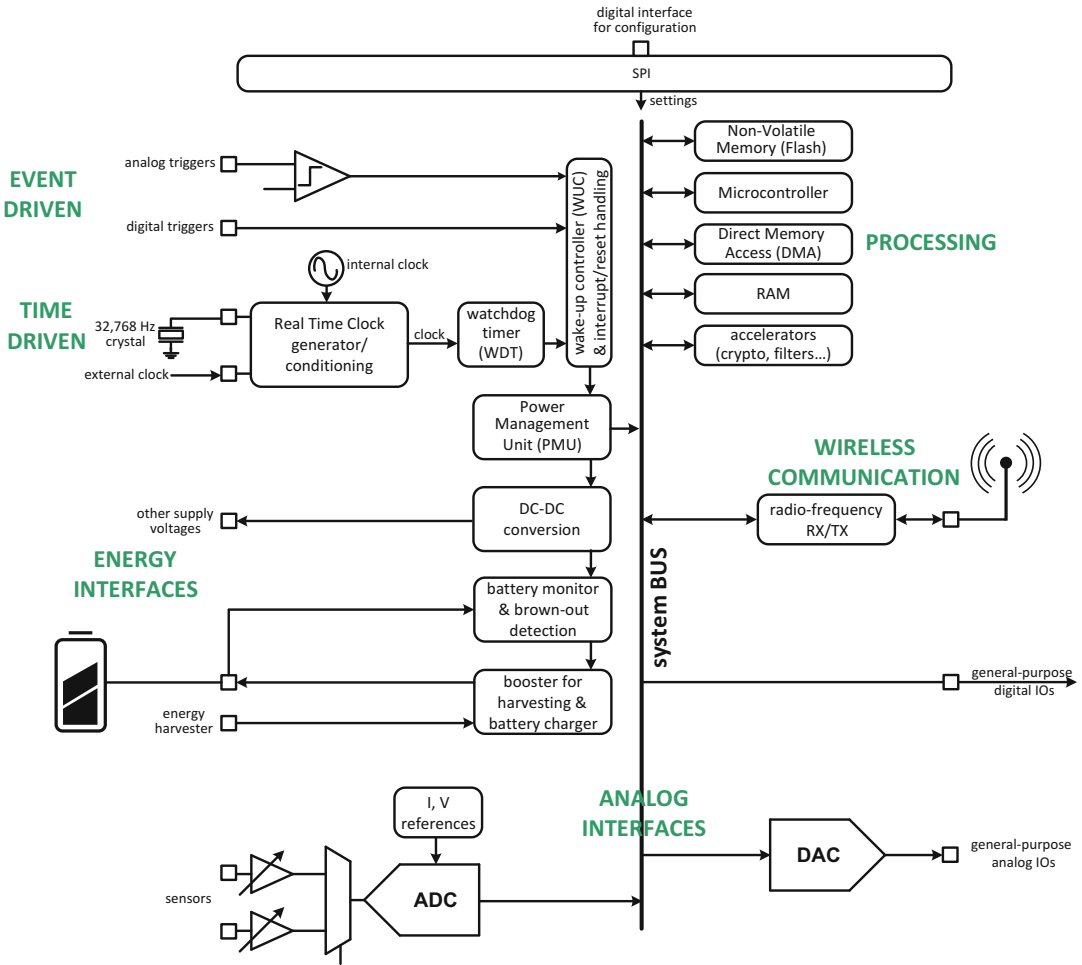 digital interface
for configuration
SPI
settings
EVENT
DRIVEN
analog triggers
digital triggers
wake-up controller (WUC)
& interrupt/reset handling
Non-Volatile
Memory (Flash)
Microcontroller
Direct Memory
Access (DMA)
PROCESSING
RAM
accelerators
(crypto, filters...)
TIME
DRIVEN
internal clock
32,768 Hz
crystal
external clock
Real Time Clock
generator/
conditioning
clock
watchdog
timer
(WDT)
Power
Management
Unit (PMU)
WIRELESS
COMMUNICATION
radio-frequency
RX/TX
other supply
voltages
DC-DC
conversion
ENERGY
INTERFACES
battery monitor
& brown-out
detection
system BUS
booster for
harvesting &
battery charger
energy
harvester
general-purpose
digital IOs
I, V
references
ANALOG
INTERFACES
sensors
ADC
DAC
general-purpose
analog IOs